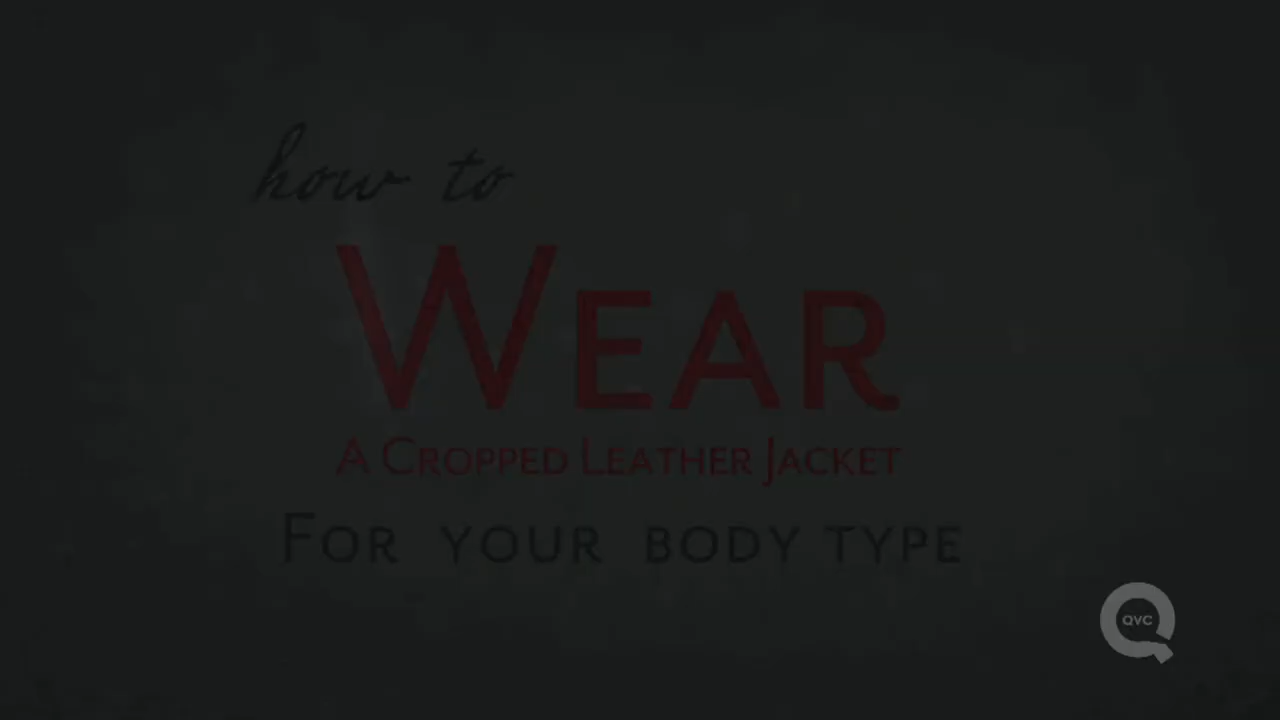 how to
WEAR
A CROPPED LEATHER JACKET
FOR YOUR BODY TYPE
QVC